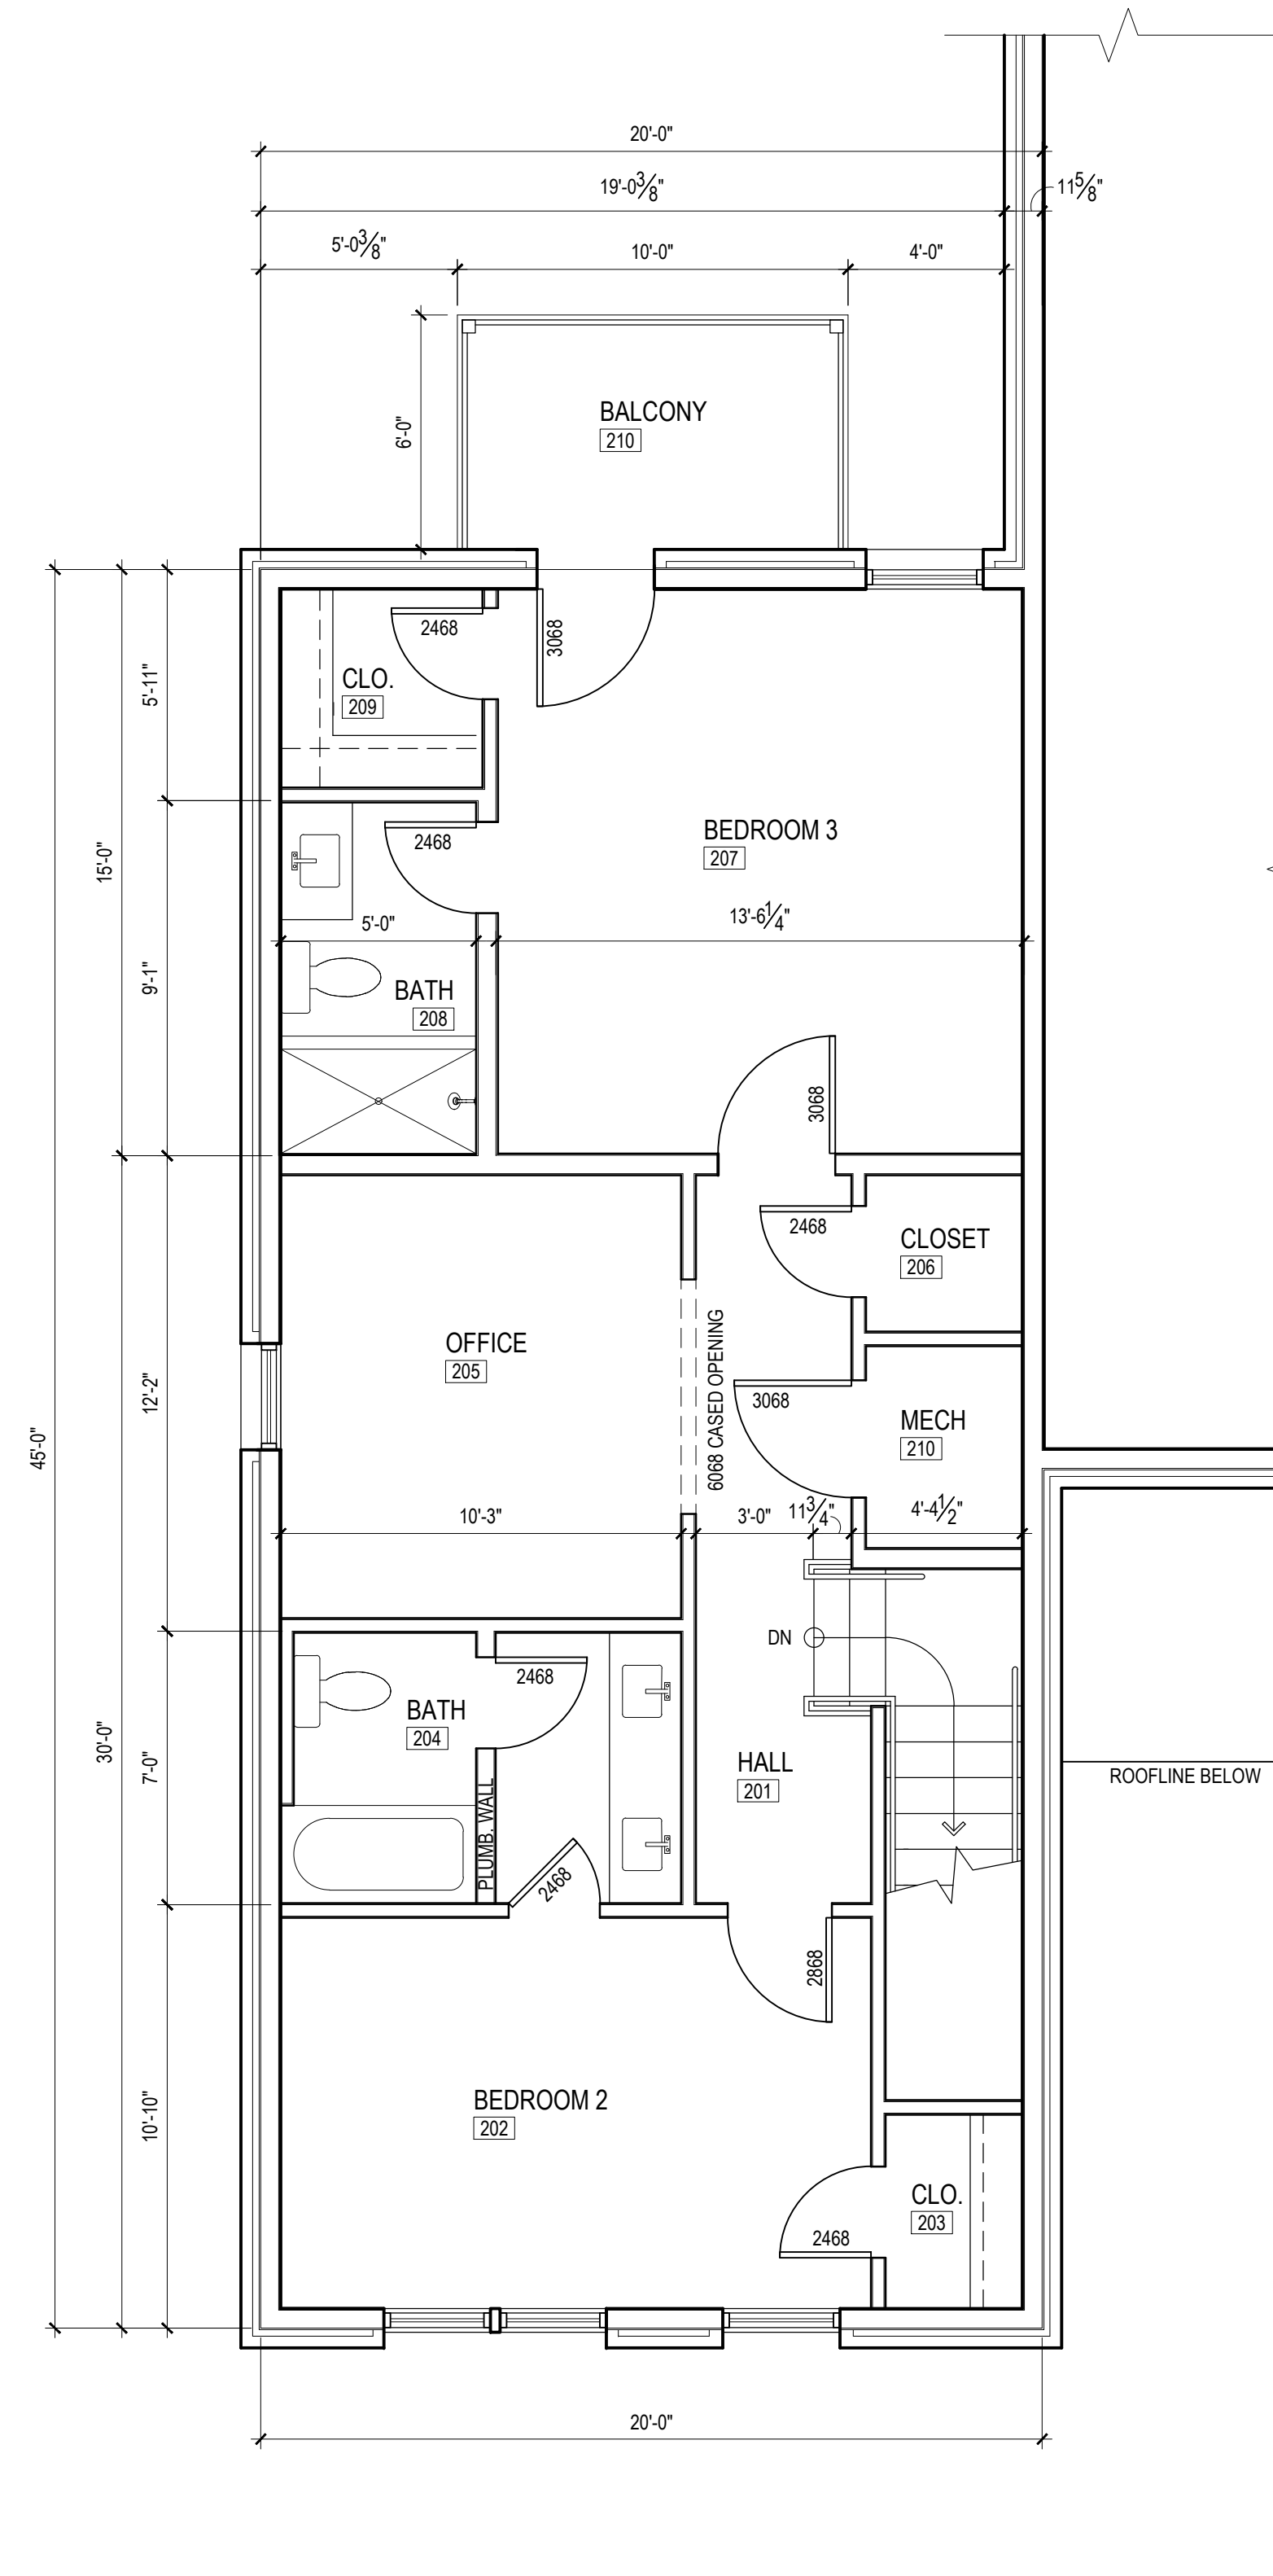 20'-0"
19'-0 3/8"
11 5/8"
5'-0 3/8"
10'-0"
4'-0"
6'-0"
BALCONY
210
2468
3068
CLO.
209
5'-11"
BEDROOM 3
207
2468
15'-0"
5'-0"
13'-6 1/4"
9'-1"
BATH
208
3068
2468
CLOSET
206
OFFICE
205
6068 CASED OPENING
3068
MECH
210
12'-2"
45'-0"
10'-3"
3'-0"
11 3/4"
4'-4 1/2"
DN
2468
BATH
204
HALL
201
30'-0"
7'-0"
PLUMB. WALL
2468
ROOFLINE BELOW
2868
BEDROOM 2
202
10'-10"
CLO.
203
2468
20'-0"